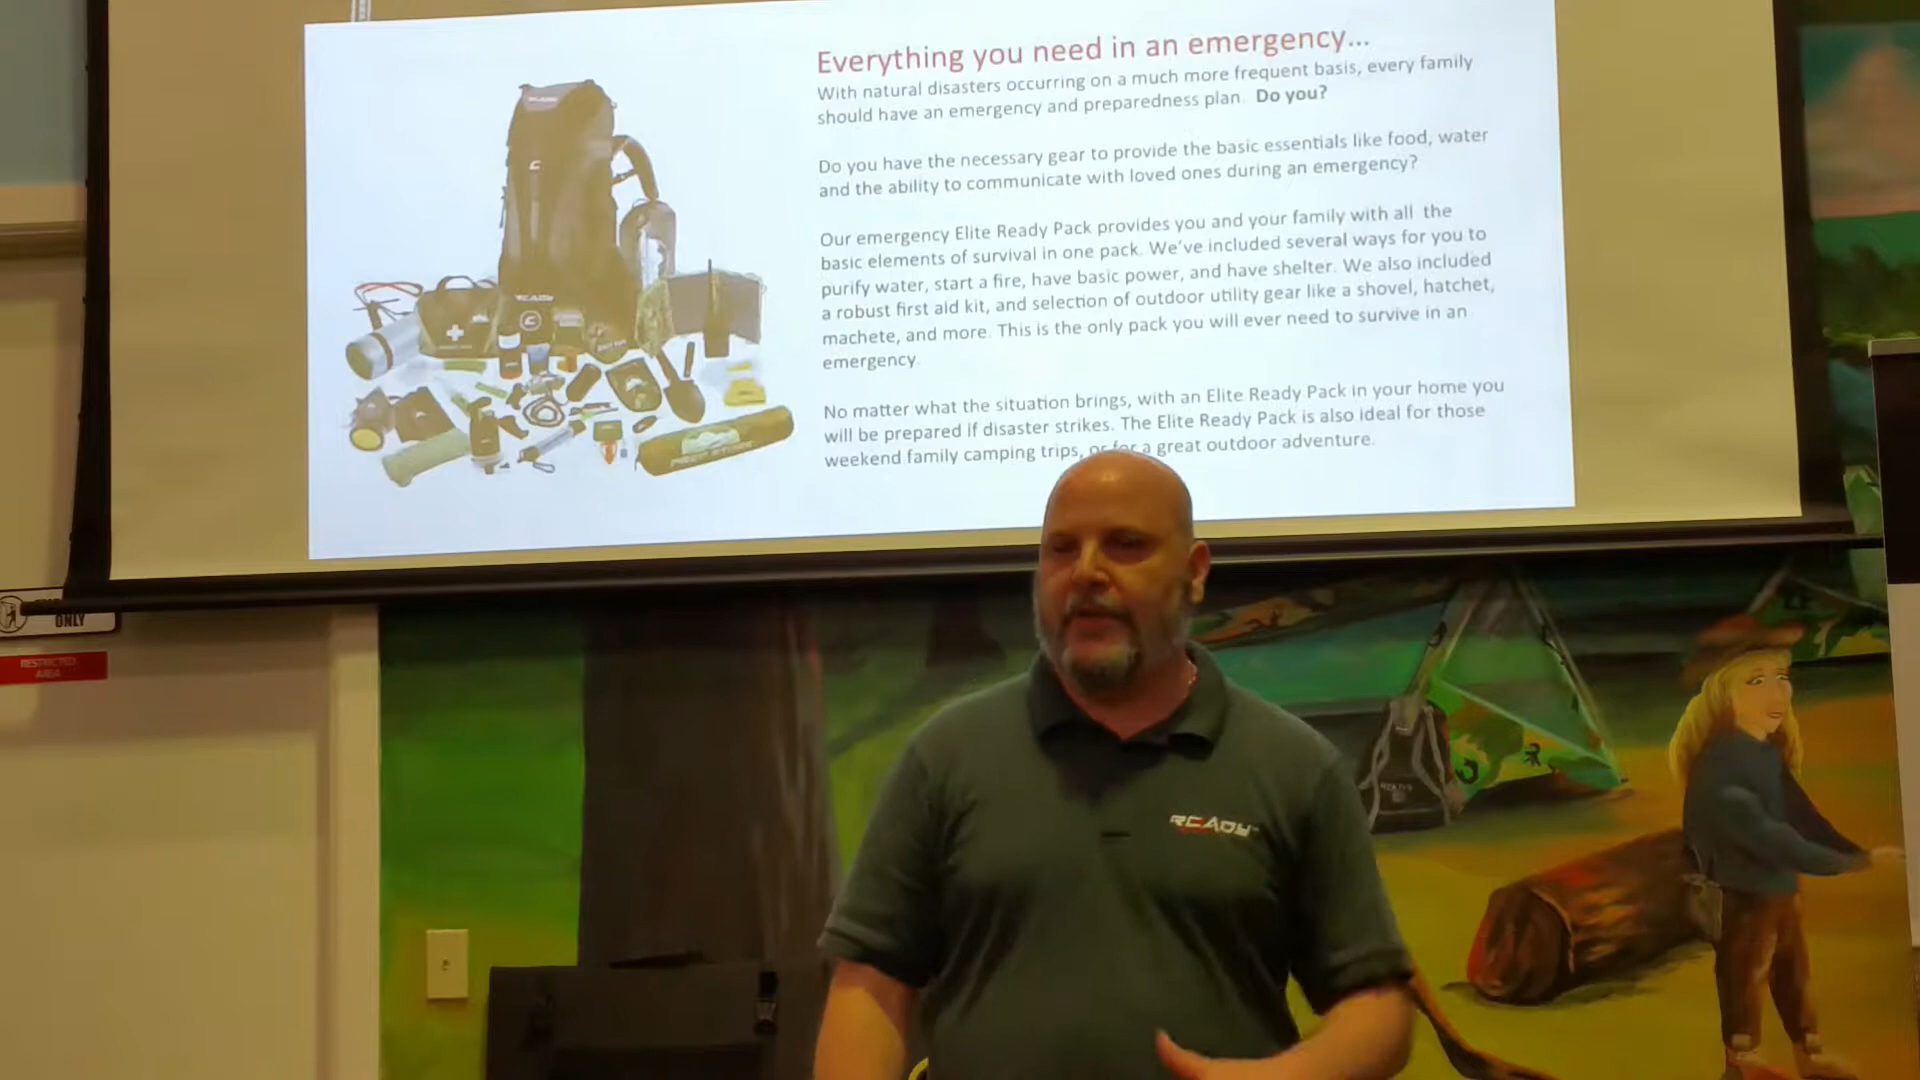 Everything you need in an emergency...
With natural disasters occurring on a much more frequent basis, every family
should have an emergency and preparedness plan. Do you?
Do you have the necessary gear to provide the basic essentials like food, water
and the ability to communicate with loved ones during an emergency?
Our emergency Elite Ready Pack provides you and your family with all the
basic elements of survival in one pack. We've included several ways for you to
purify water, start a fire, have basic power, and have shelter. We also included
a robust first aid kit, and selection of outdoor utility gear like a shovel, hatchet,
machete, and more. This is the only pack you will ever need to survive in an
emergency.
No matter what the situation brings, with an Elite Ready Pack in your home you
will be prepared if disaster strikes. The Elite Ready Pack is also ideal for those
weekend family camping trips, or for a great outdoor adventure.
READY
ONLY
RESTRICTED
AREA
READY